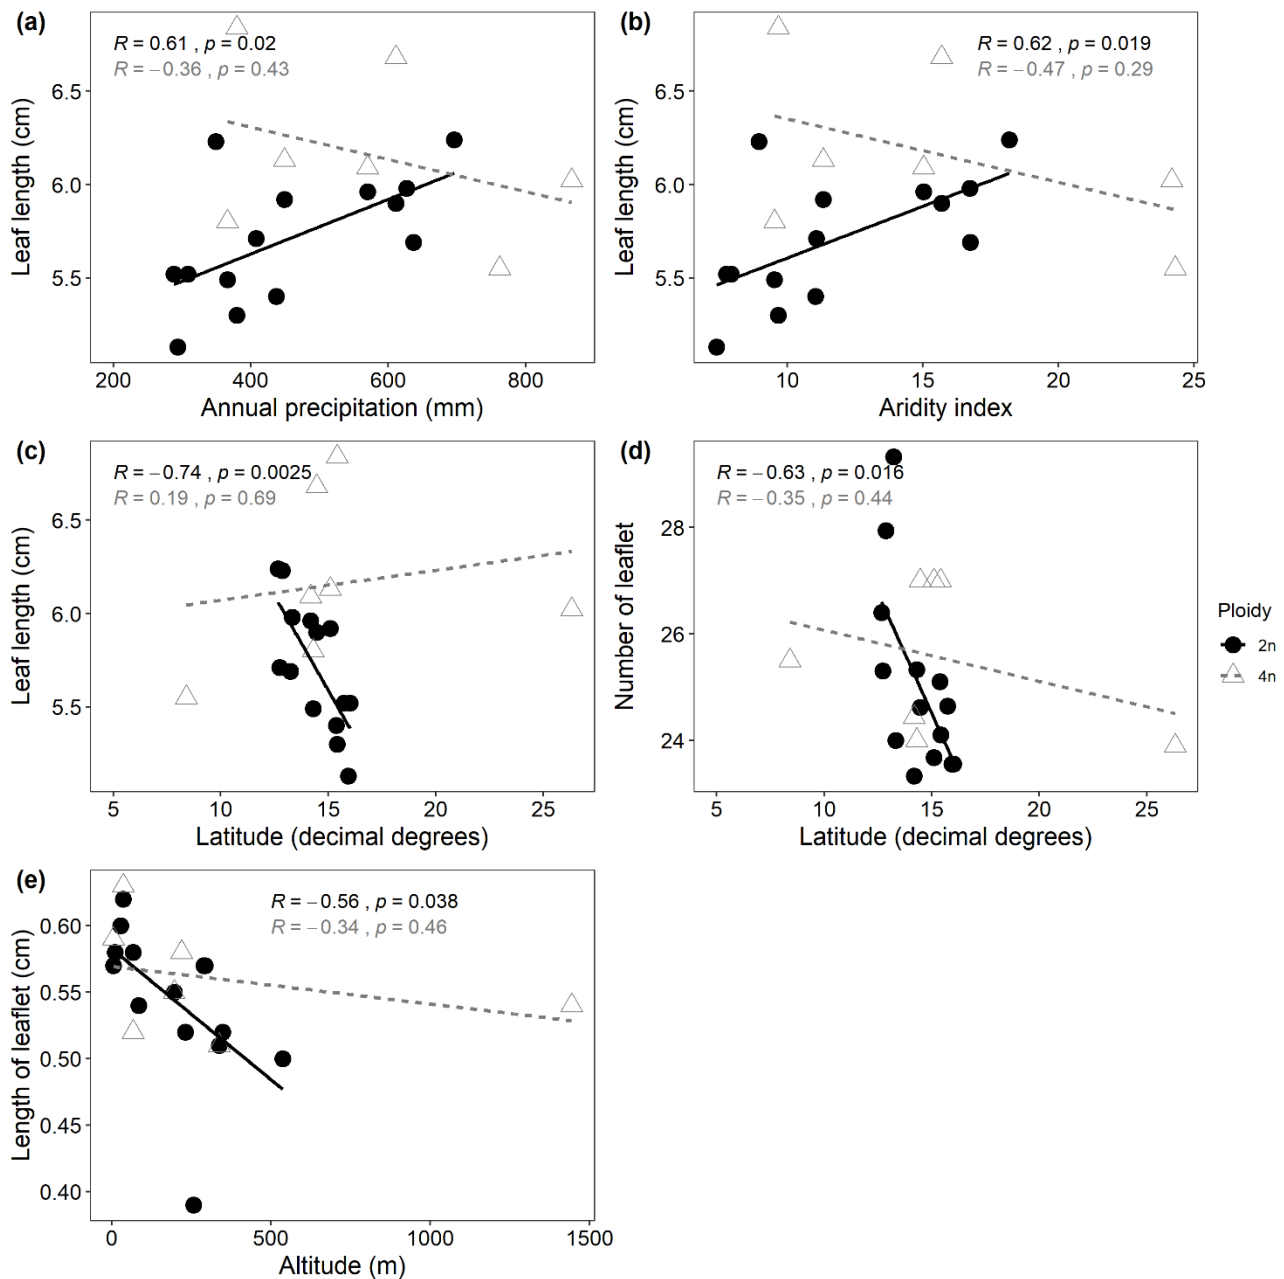 (a)
R = 0.61 , p = 0.02
R = −0.36 , p = 0.43
Leaf length (cm)
6.5
6.0
5.5
200 400 600 800
Annual precipitation (mm)
(b)
R = 0.62 , p = 0.019
R = −0.47 , p = 0.29
Leaf length (cm)
6.5
6.0
5.5
10 15 20 25
Aridity index
(c)
R = −0.74 , p = 0.0025
R = 0.19 , p = 0.69
Leaf length (cm)
6.5
6.0
5.5
5 10 15 20 25
Latitude (decimal degrees)
(d)
R = −0.63 , p = 0.016
R = −0.35 , p = 0.44
Number of leaflet
28
26
24
5 10 15 20 25
Latitude (decimal degrees)
Ploidy
2n
4n
(e)
R = −0.56 , p = 0.038
R = −0.34 , p = 0.46
Length of leaflet (cm)
0.60
0.55
0.50
0.45
0.40
0 500 1000 1500
Altitude (m)